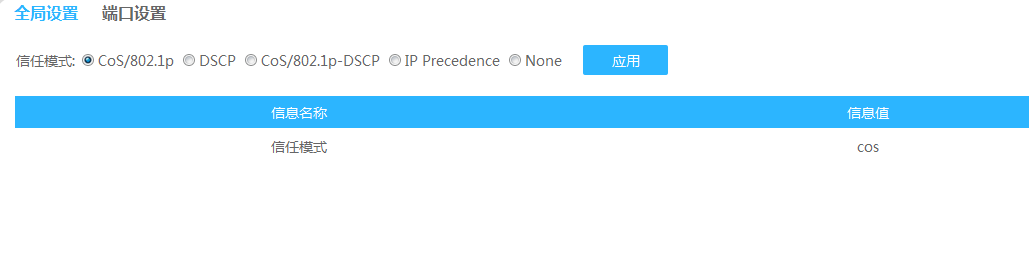 全局设置 端口设置
信任模式: CoS/802.1p DSCP CoS/802.1p-DSCP IP Precedence None 应用
信息名称 信息值
信任模式 cos